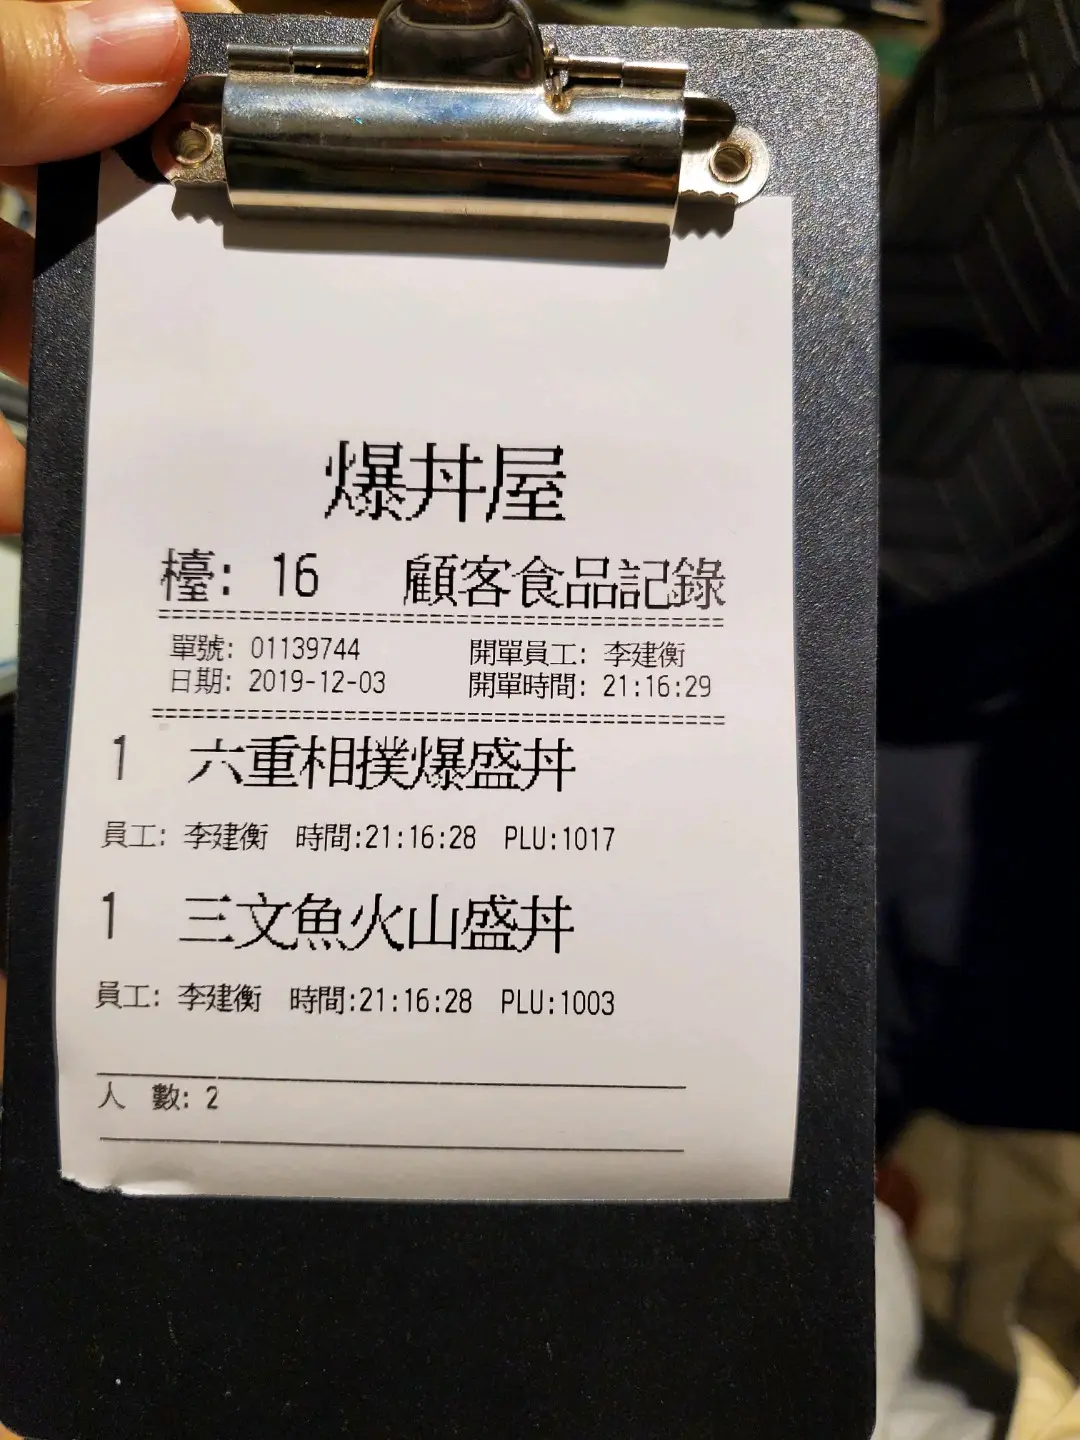 爆丼屋
檯: 16 顧客食品記錄
單號: 01139744 開單員工: 李建衡
日期: 2019-12-03 開單時間: 21:16:29
1 六重相撲爆盛丼
員工: 李建衡 時間:21:16:28 PLU:1017
1 三文魚火山盛丼
員工: 李建衡 時間:21:16:28 PLU:1003
人 數: 2